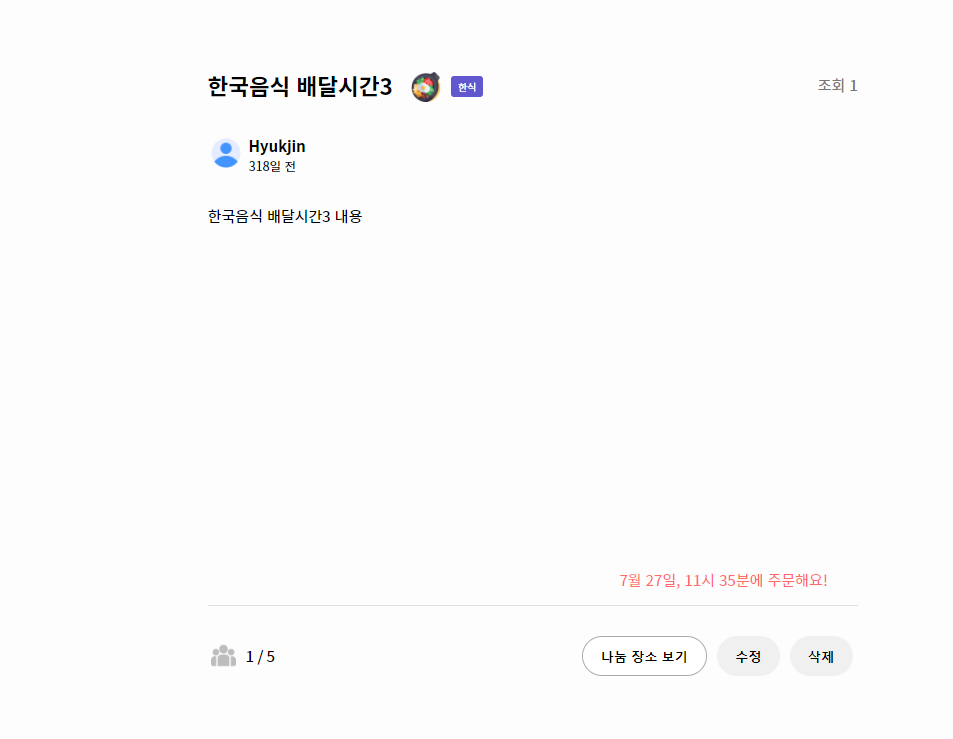 한국음식 배달시간3 한식 조회 1
Hyukjin
318일 전
한국음식 배달시간3 내용
7월 27일, 11시 35분에 주문해요!
1 / 5 나눔 장소 보기 수정 삭제